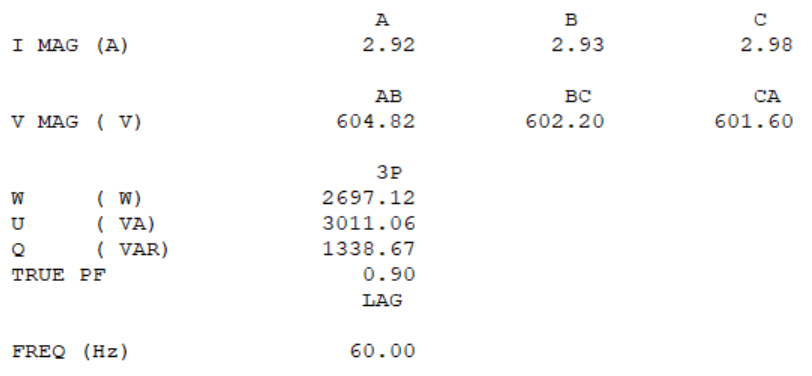 A B C
I MAG (A) 2.92 2.93 2.98
AB BC CA
V MAG ( V) 604.82 602.20 601.60
3P
W ( W) 2697.12
U ( VA) 3011.06
Q ( VAR) 1338.67
TRUE PF 0.90
LAG
FREQ (Hz) 60.00